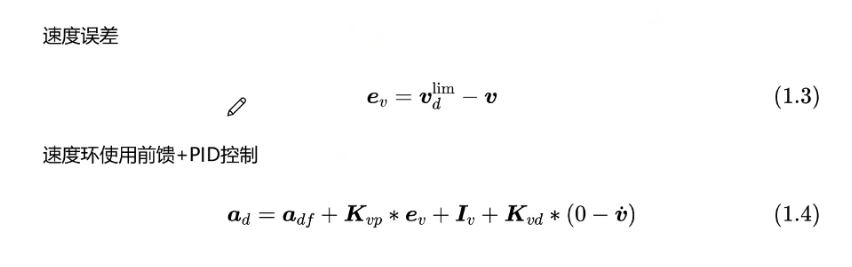 速度误差
e_v = v_d^lim − v (1.3)
速度环使用前馈+PID控制
a_d = a_df + K_vp * e_v + I_v + K_vd * (0 − v̇) (1.4)